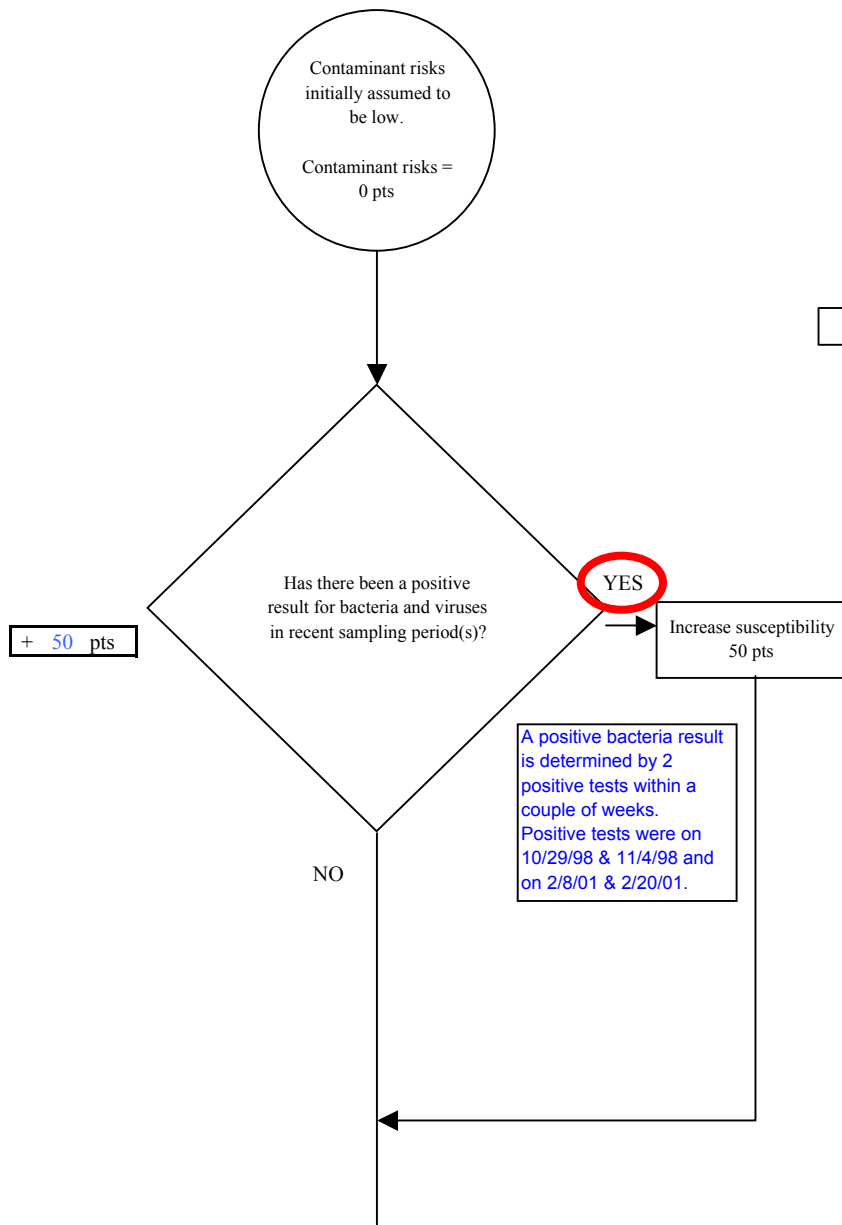 Contaminant risks
initially assumed to
be low.
Contaminant risks =
0 pts
Has there been a positive
result for bacteria and viruses
in recent sampling period(s)?
YES
+ 50 pts
Increase susceptibility
50 pts
A positive bacteria result
is determined by 2
positive tests within a
couple of weeks.
Positive tests were on
10/29/98 & 11/4/98 and
on 2/8/01 & 2/20/01.
NO